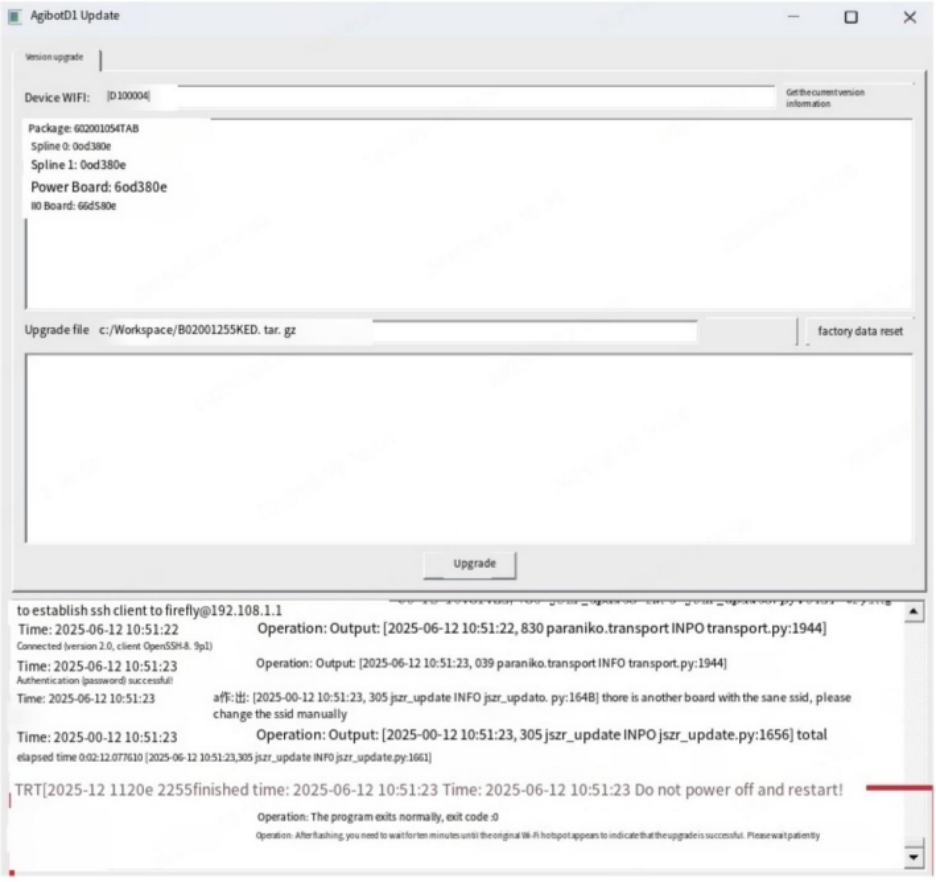 AgibotD1 Update
Version upgrade
Device WIFI: |D100004|
Get the current version
information
Package: 602001054TAB
Spline 0: 0od380e
Spline 1: 0od380e
Power Board: 6od380e
II0 Board: 66d580e
Upgrade file c:/Workspace/B02001255KED. tar. gz
factory data reset
Upgrade
to establish ssh client to firefly@192.108.1.1
Time: 2025-06-12 10:51:22 Operation: Output: [2025-06-12 10:51:22, 830 paraniko.transport INPO transport.py:1944]
Connected (version 2.0, client OpenSSH-8. 9p1)
Time: 2025-06-12 10:51:23 Operation: Output: [2025-06-12 10:51:23, 039 paraniko.transport INFO transport.py:1944]
Authentication (password) successful!
Time: 2025-06-12 10:51:23 a作:出: [2025-00-12 10:51:23, 305 jszr_update INFO jszr_updato. py:164B] thore is another board with the sane ssid, please
change the ssid manually
Time: 2025-00-12 10:51:23 Operation: Output: [2025-00-12 10:51:23, 305 jszr_update INPO jszr_update.py:1656] total
elapsed time 0:02:12.077610 [2025-06-12 10:51:23,305 jszr_update INF0 jszr_update.py:1661]
TRT[2025-12 1120e 2255finished time: 2025-06-12 10:51:23 Time: 2025-06-12 10:51:23 Do not power off and restart!
Operation: The program exits normally, exit code :0
Operation: After flashing, you need to wait for ten minutes until the original Wi-Fi hotspot appears to indicate that the upgrade is successful. Please wait patiently